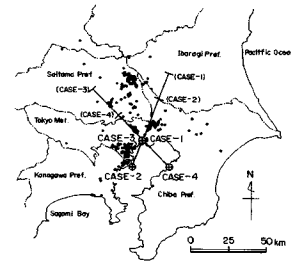 Ibaragi Pref.
Pacific Ocean
Saitama Pref.
(CASE-1)
(CASE-3)
(CASE-2)
(CASE-4)
Tokyo Met.
CASE-3
CASE-1
Kanagawa Pref.
CASE-2
CASE-4
Chiba Pref.
N
Sagami Bay
0 25 50 km